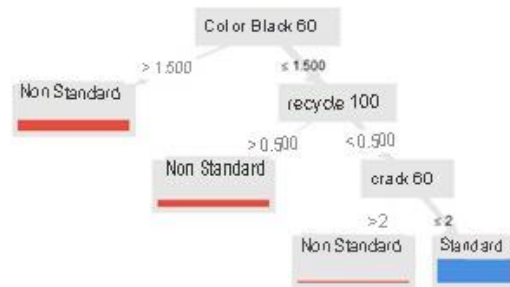 Color Black 60
> 1.500
≤ 1.500
Non Standard
recycle 100
> 0.500
< 0.500
Non Standard
crack 60
>2
≤ 2
Non Standard
Standard